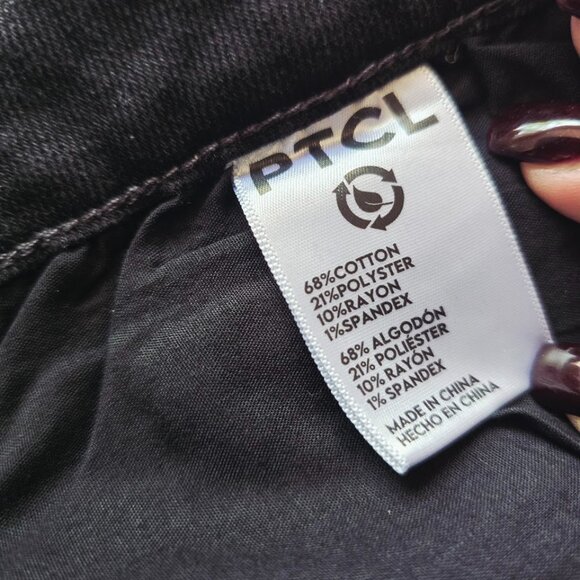 PTCL
68%COTTON
21%POLYSTER
10%RAYON
1%SPANDEX
68% ALGODÓN
21% POLIÉSTER
10% RAYÓN
1% SPANDEX
MADE IN CHINA
HECHO EN CHINA